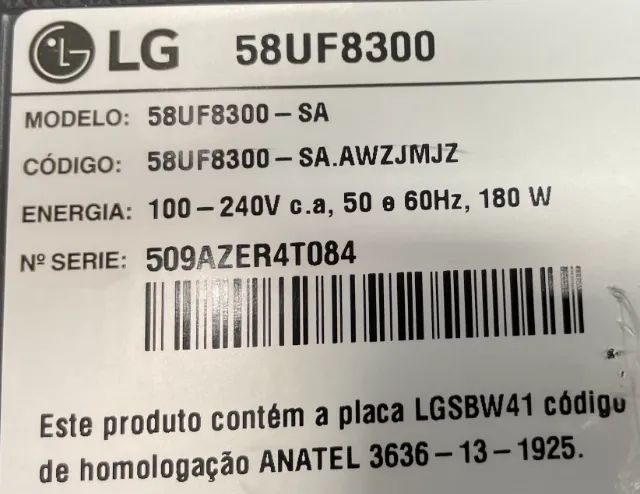 LG 58UF8300
MODELO: 58UF8300-SA
CÓDIGO: 58UF8300-SA.AWZJMJZ
ENERGIA: 100-240V c.a, 50 e 60Hz, 180 W
Nº SERIE: 509AZER4T084
Este produto contém a placa LGSBW41 código
de homologação ANATEL 3636-13-1925.